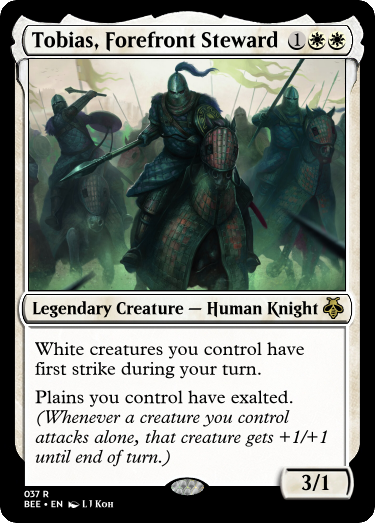 Tobias, Forefront Steward 1
Legendary Creature — Human Knight
White creatures you control have
first strike during your turn.
Plains you control have exalted.
(Whenever a creature you control
attacks alone, that creature gets +1/+1
until end of turn.)
3/1
037 R
BEE • EN LJ Koh